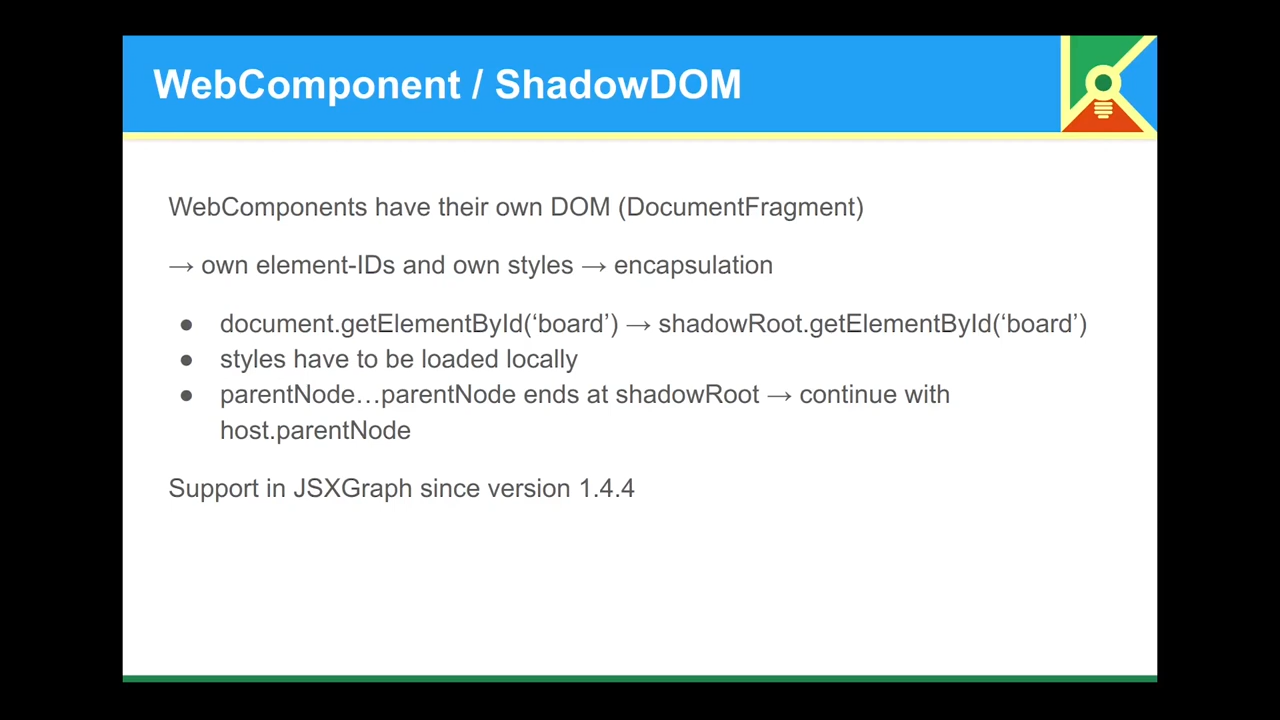 WebComponent / ShadowDOM
WebComponents have their own DOM (DocumentFragment)
→ own element-IDs and own styles → encapsulation
● document.getElementById(‘board’) → shadowRoot.getElementById(‘board’)
● styles have to be loaded locally
● parentNode…parentNode ends at shadowRoot → continue with
host.parentNode
Support in JSXGraph since version 1.4.4